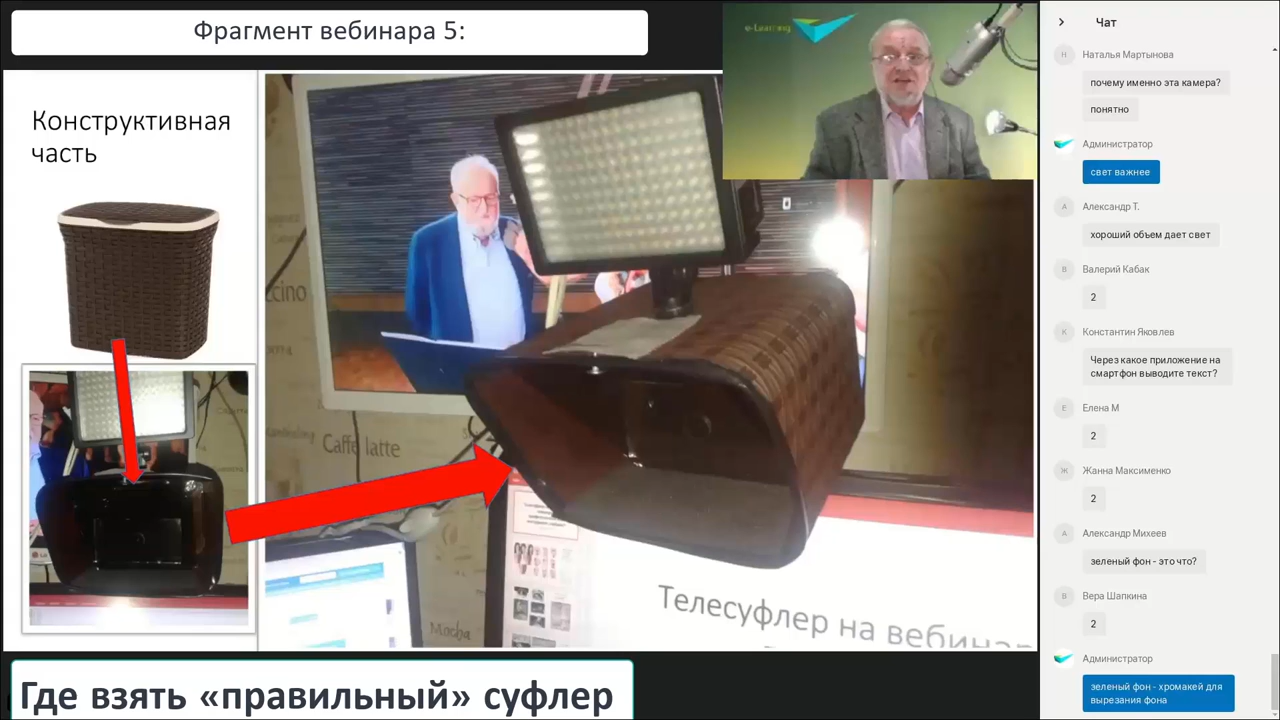 Фрагмент вебинара 5:
e-Learning
Конструктивная
часть
ccino
Caffe latte
Mocha
Телесуфлер на вебинар
Где взять «правильный» суфлер
Чат
Н
Наталья Мартынова
почему именно эта камера?
понятно
Администратор
свет важнее
А
Александр Т.
хороший объем дает свет
В
Валерий Кабак
2
К
Константин Яковлев
Через какое приложение на
смартфон выводите текст?
Е
Елена М
2
Ж
Жанна Максименко
2
А
Александр Михеев
зеленый фон - это что?
В
Вера Шапкина
2
Администратор
зеленый фон - хромакей для
вырезания фона